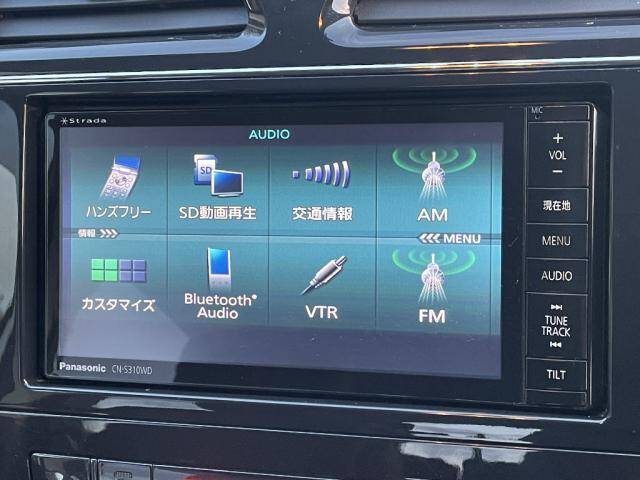 Strada
AUDIO
ハンズフリー
SD
SD動画再生
交通情報
AM
情報 >>>
<<< MENU
カスタマイズ
Bluetooth®
Audio
VTR
FM
Panasonic CN-S310WD
MIC
+
VOL
−
現在地
MENU
AUDIO
TUNE
TRACK
TILT